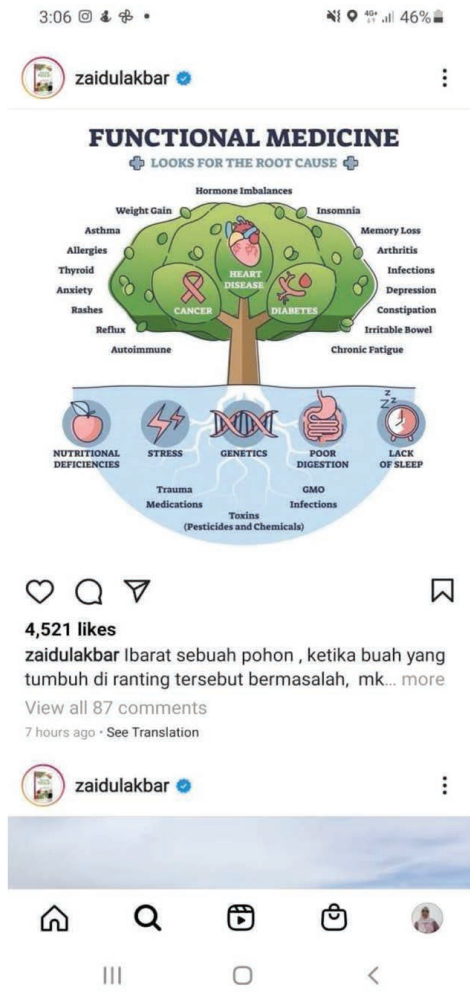 3:06
4G+
46%
zaidulakbar
FUNCTIONAL MEDICINE
LOOKS FOR THE ROOT CAUSE
Hormone Imbalances
Weight Gain
Insomnia
Asthma
Memory Loss
Allergies
Arthritis
Thyroid
Infections
Anxiety
Depression
Rashes
Constipation
Reflux
Irritable Bowel
Autoimmune
Chronic Fatigue
HEART
DISEASE
CANCER
DIABETES
Z Z Z
NUTRITIONAL
DEFICIENCIES
STRESS
GENETICS
POOR
DIGESTION
LACK
OF SLEEP
Trauma
GMO
Medications
Infections
Toxins
(Pesticides and Chemicals)
4,521 likes
zaidulakbar Ibarat sebuah pohon , ketika buah yang
tumbuh di ranting tersebut bermasalah, mk... more
View all 87 comments
7 hours ago • See Translation
zaidulakbar